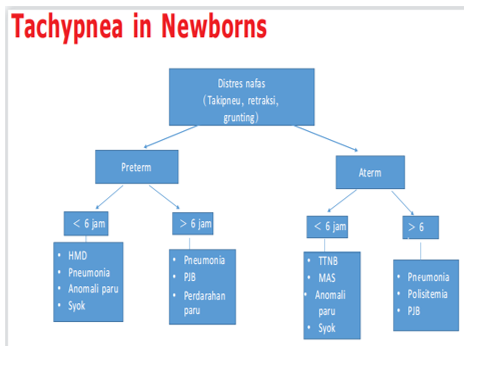 Tachypnea in Newborns
Distres nafas
(Takipneu, retraksi,
grunting)
Preterm
Aterm
< 6 jam
> 6 jam
< 6 jam
> 6
• HMD
• Pneumonia
• Anomali paru
• Syok
• Pneumonia
• PJB
• Perdarahan
paru
• TTNB
• MAS
• Anomali
paru
• Syok
• Pneumonia
• Polisitemia
• PJB